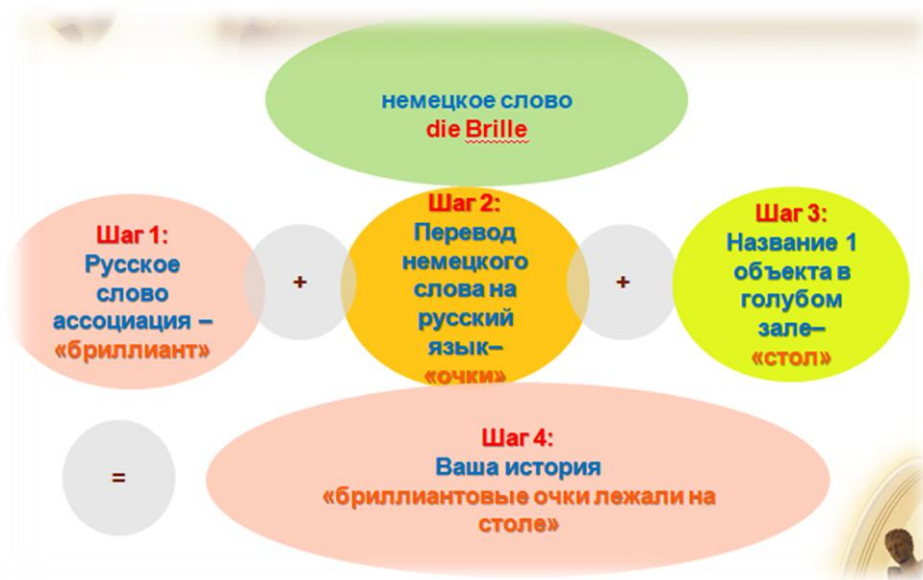 немецкое слово
die Brille
Шаг 1:
Русское
слово
ассоциация –
«бриллиант»
+
Шаг 2:
Перевод
немецкого
слова на
русский
язык–
«очки»
+
Шаг 3:
Название 1
объекта в
голубом
зале–
«стол»
=
Шаг 4:
Ваша история
«бриллиантовые очки лежали на
столе»